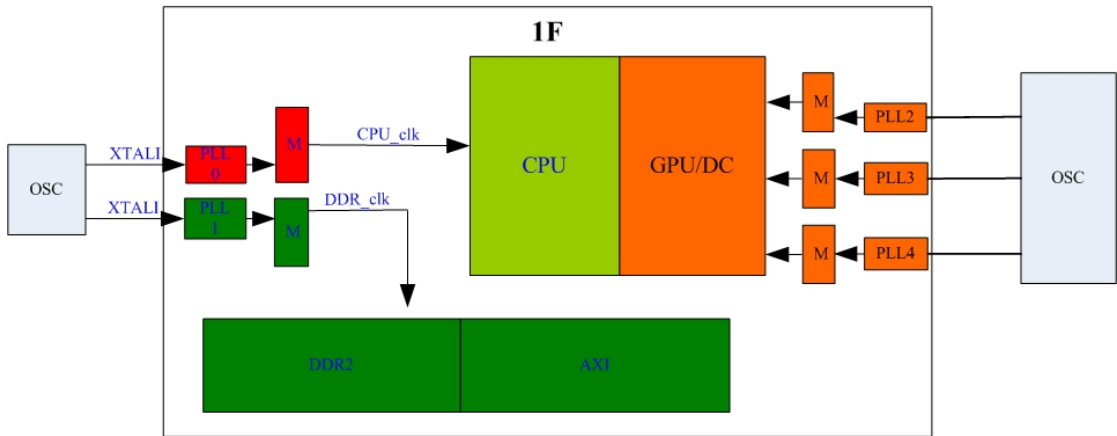 1F
OSC
XTALI
PLL
0
M
CPU_clk
XTALI
PLL
1
M
DDR_clk
CPU
GPU/DC
M
PLL2
M
PLL3
M
PLL4
OSC
DDR2
AXI